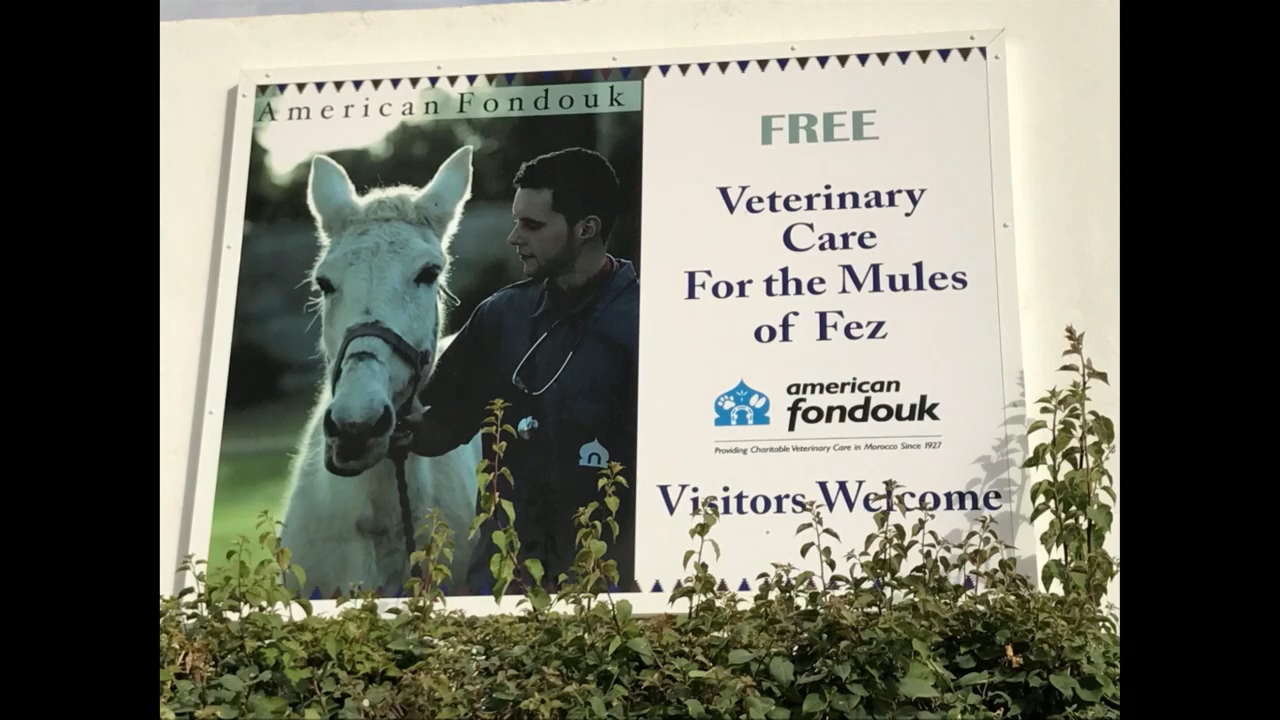 American Fondouk
FREE
Veterinary
Care
For the Mules
of Fez
american
fondouk
Providing Charitable Veterinary Care in Morocco Since 1927
Visitors Welcome